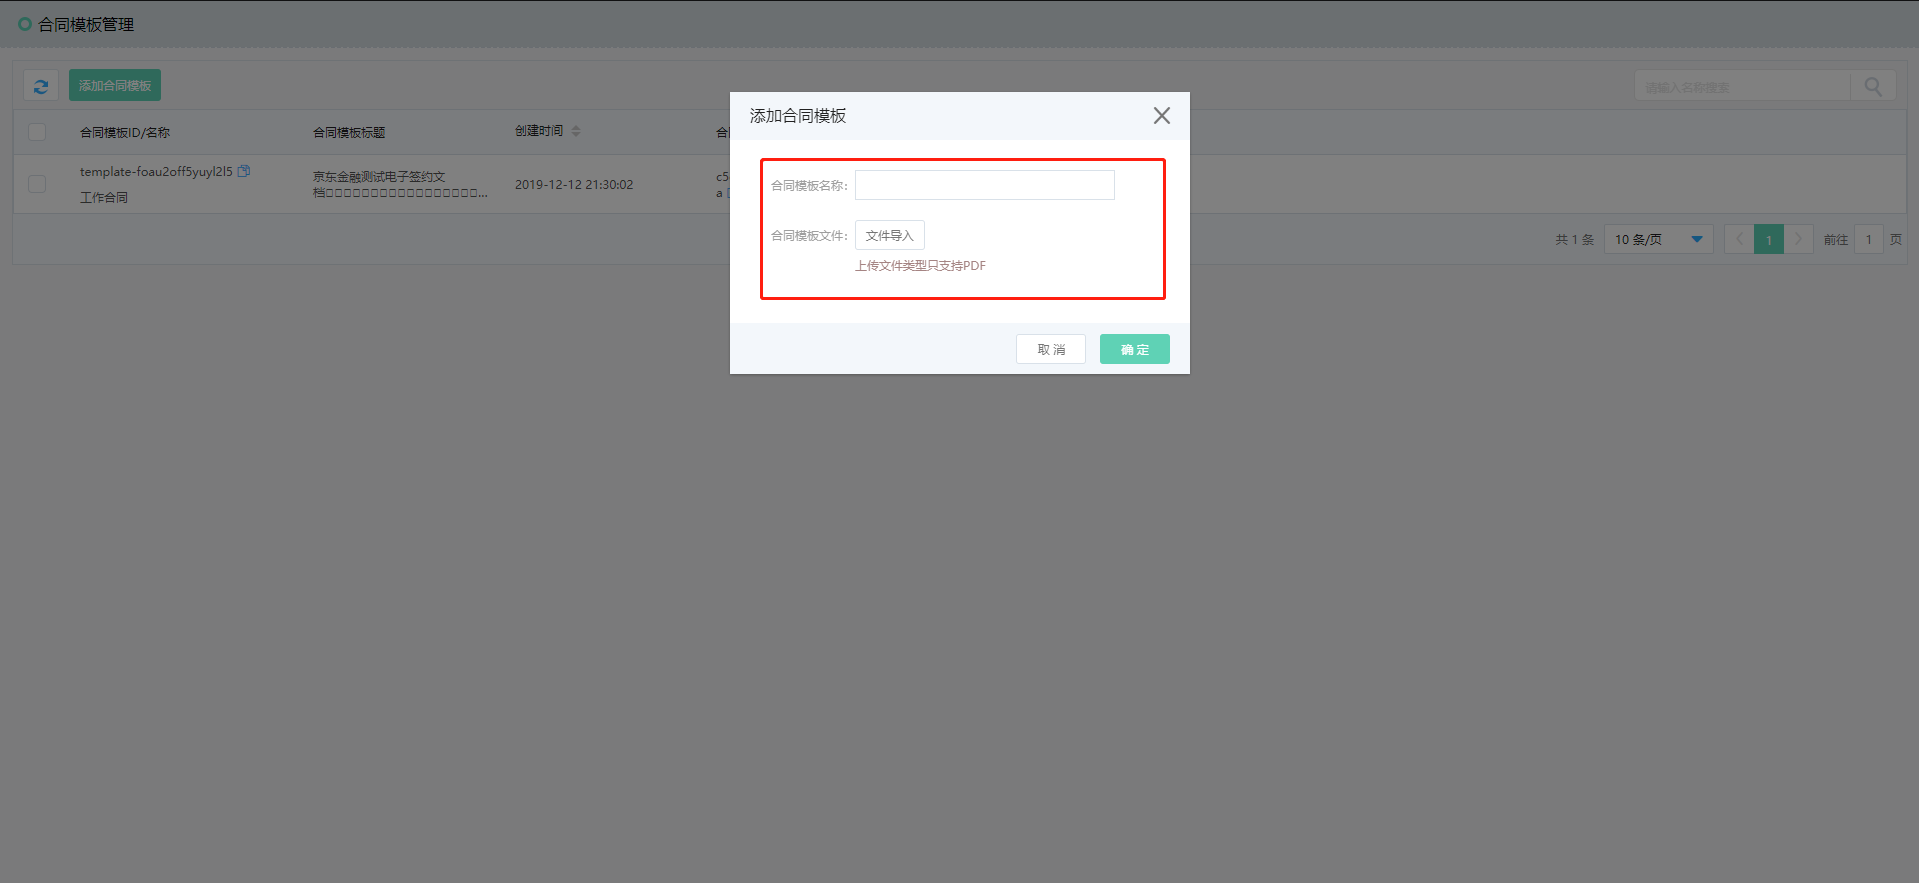 合同模板管理
添加合同模板
请输入名称搜索
合同模板ID/名称
合同模板标题
创建时间
合同
template-foau2off5yuyl2l5
工作合同
京东金融测试电子签约文
档□□□□□□□□□□□□□□□□□...
2019-12-12 21:30:02
c5
a
共 1 条
10 条/页
1
前往
1
页
添加合同模板
合同模板名称：
合同模板文件：
文件导入
上传文件类型只支持PDF
取 消
确 定